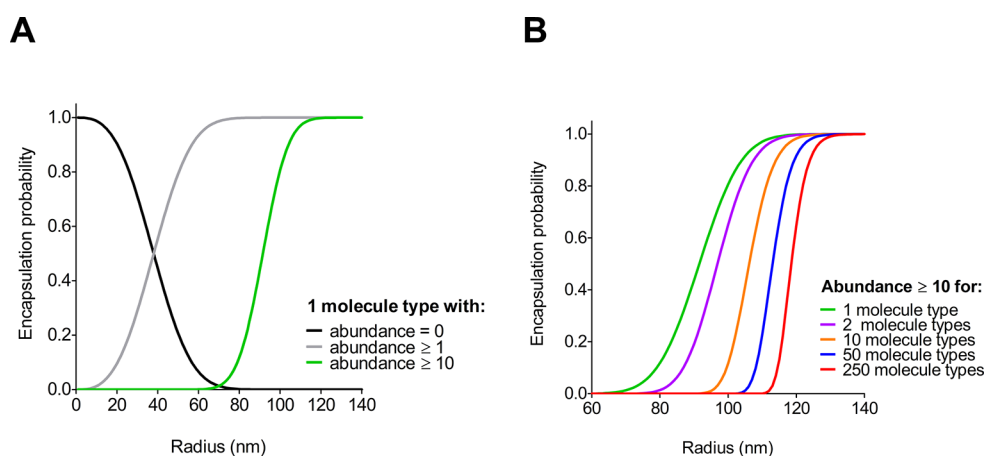 A
Encapsulation probability
1.0
0.8
0.6
0.4
0.2
0.0
0 20 40 60 80 100 120 140
Radius (nm)
1 molecule type with:
abundance = 0
abundance ≥ 1
abundance ≥ 10
B
Encapsulation probability
1.0
0.8
0.6
0.4
0.2
0.0
60 80 100 120 140
Radius (nm)
Abundance ≥ 10 for:
1 molecule type
2 molecule types
10 molecule types
50 molecule types
250 molecule types